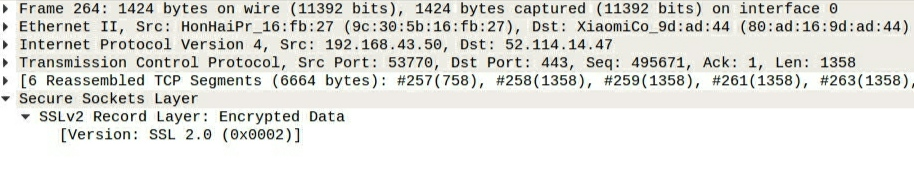 Frame 264: 1424 bytes on wire (11392 bits), 1424 bytes captured (11392 bits) on interface 0
Ethernet II, Src: HonHaiPr_16:fb:27 (9c:30:5b:16:fb:27), Dst: XiaomiCo_9d:ad:44 (80:ad:16:9d:ad:44)
Internet Protocol Version 4, Src: 192.168.43.50, Dst: 52.114.14.47
Transmission Control Protocol, Src Port: 53770, Dst Port: 443, Seq: 495671, Ack: 1, Len: 1358
[6 Reassembled TCP Segments (6664 bytes): #257(758), #258(1358), #259(1358), #261(1358), #263(1358),
Secure Sockets Layer
SSLv2 Record Layer: Encrypted Data
[Version: SSL 2.0 (0x0002)]